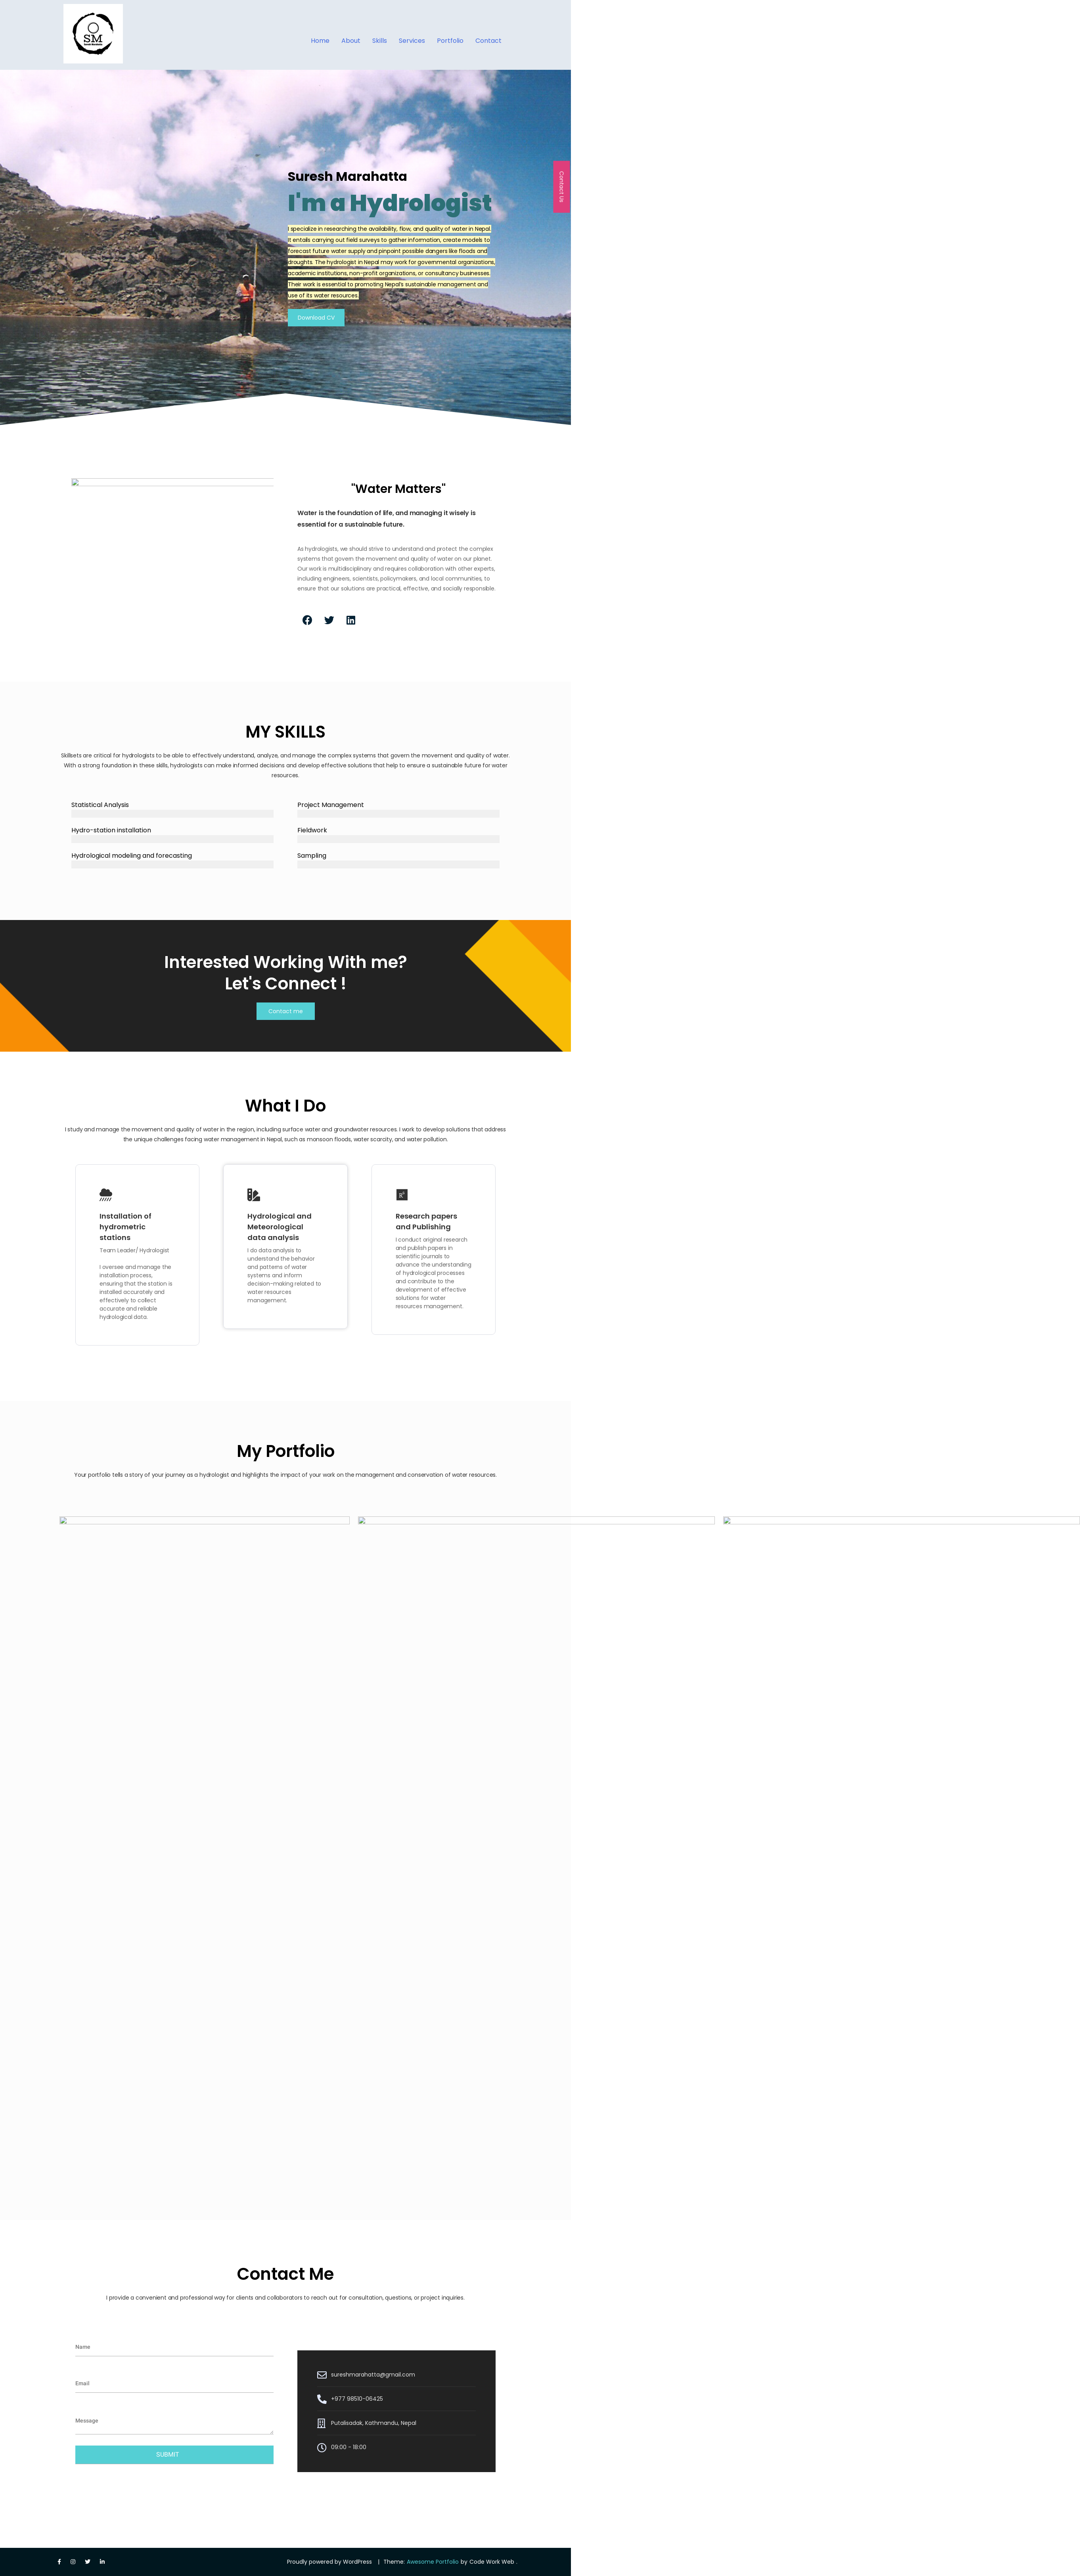 SM
Home About Skills Services Portfolio Contact
Contact Us
Suresh Marahatta
I'm a Hydrologist
I specialize in researching the availability, flow, and quality of water in Nepal.
It entails carrying out field surveys to gather information, create models to
forecast future water supply and pinpoint possible dangers like floods and
droughts. The hydrologist in Nepal may work for governmental organizations,
academic institutions, non-profit organizations, or consultancy businesses.
Their work is essential to promoting Nepal's sustainable management and
use of its water resources.
Download CV
"Water Matters"
Water is the foundation of life, and managing it wisely is
essential for a sustainable future.
As hydrologists, we should strive to understand and protect the complex
systems that govern the movement and quality of water on our planet.
Our work is multidisciplinary and requires collaboration with other experts,
including engineers, scientists, policymakers, and local communities, to
ensure that our solutions are practical, effective, and socially responsible.
MY SKILLS
Skillsets are critical for hydrologists to be able to effectively understand, analyze, and manage the complex systems that govern the movement and quality of water.
With a strong foundation in these skills, hydrologists can make informed decisions and develop effective solutions that help to ensure a sustainable future for water
resources.
Statistical Analysis
Hydro-station installation
Hydrological modeling and forecasting
Project Management
Fieldwork
Sampling
Interested Working With me?
Let's Connect !
Contact me
What I Do
I study and manage the movement and quality of water in the region, including surface water and groundwater resources. I work to develop solutions that address
the unique challenges facing water management in Nepal, such as monsoon floods, water scarcity, and water pollution.
Installation of
hydrometric
stations
Team Leader/ Hydrologist
I oversee and manage the
installation process,
ensuring that the station is
installed accurately and
effectively to collect
accurate and reliable
hydrological data.
Hydrological and
Meteorological
data analysis
I do data analysis to
understand the behavior
and patterns of water
systems and inform
decision-making related to
water resources
management.
Research papers
and Publishing
I conduct original research
and publish papers in
scientific journals to
advance the understanding
of hydrological processes
and contribute to the
development of effective
solutions for water
resources management.
My Portfolio
Your portfolio tells a story of your journey as a hydrologist and highlights the impact of your work on the management and conservation of water resources.
Contact Me
I provide a convenient and professional way for clients and collaborators to reach out for consultation, questions, or project inquiries.
Name
Email
Message
SUBMIT
sureshmarahatta@gmail.com
+977 98510-06425
Putalisadak, Kathmandu, Nepal
09:00 - 18:00
Proudly powered by WordPress | Theme: Awesome Portfolio by Code Work Web .